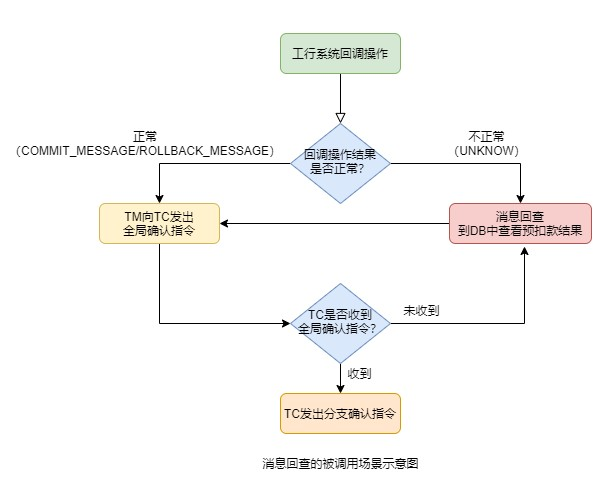 工行系统回调操作
正常
（COMMIT_MESSAGE/ROLLBACK_MESSAGE）
不正常
（UNKNOW）
回调操作结果
是否正常？
TM向TC发出
全局确认指令
消息回查
到DB中查看预扣款结果
TC是否收到
全局确认指令？
未收到
收到
TC发出分支确认指令
消息回查的被调用场景示意图